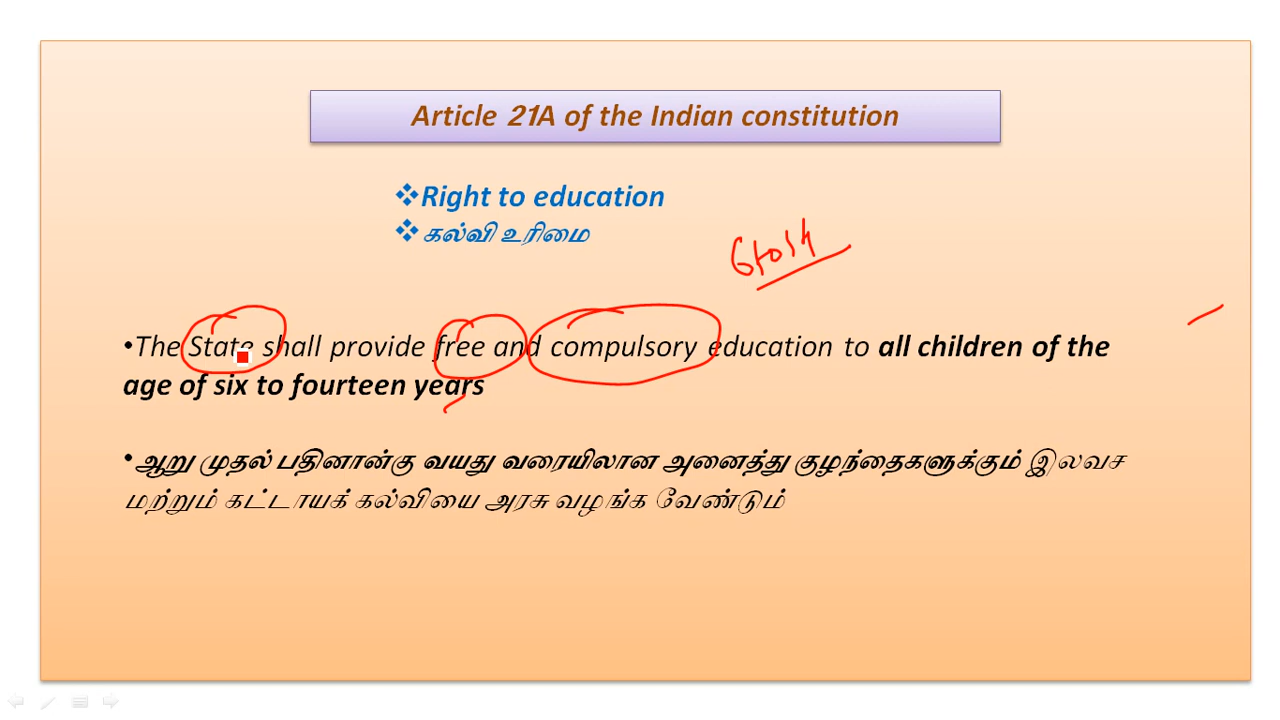 Article 21A of the Indian constitution
❖Right to education
❖கல்வி உரிமை
6to14
•The State shall provide free and compulsory education to all children of the
age of six to fourteen years
•ஆறு முதல் பதினான்கு வயது வரையிலான அனைத்து குழந்தைகளுக்கும் இலவச
மற்றும் கட்டாயக் கல்வியை அரசு வழங்க வேண்டும்